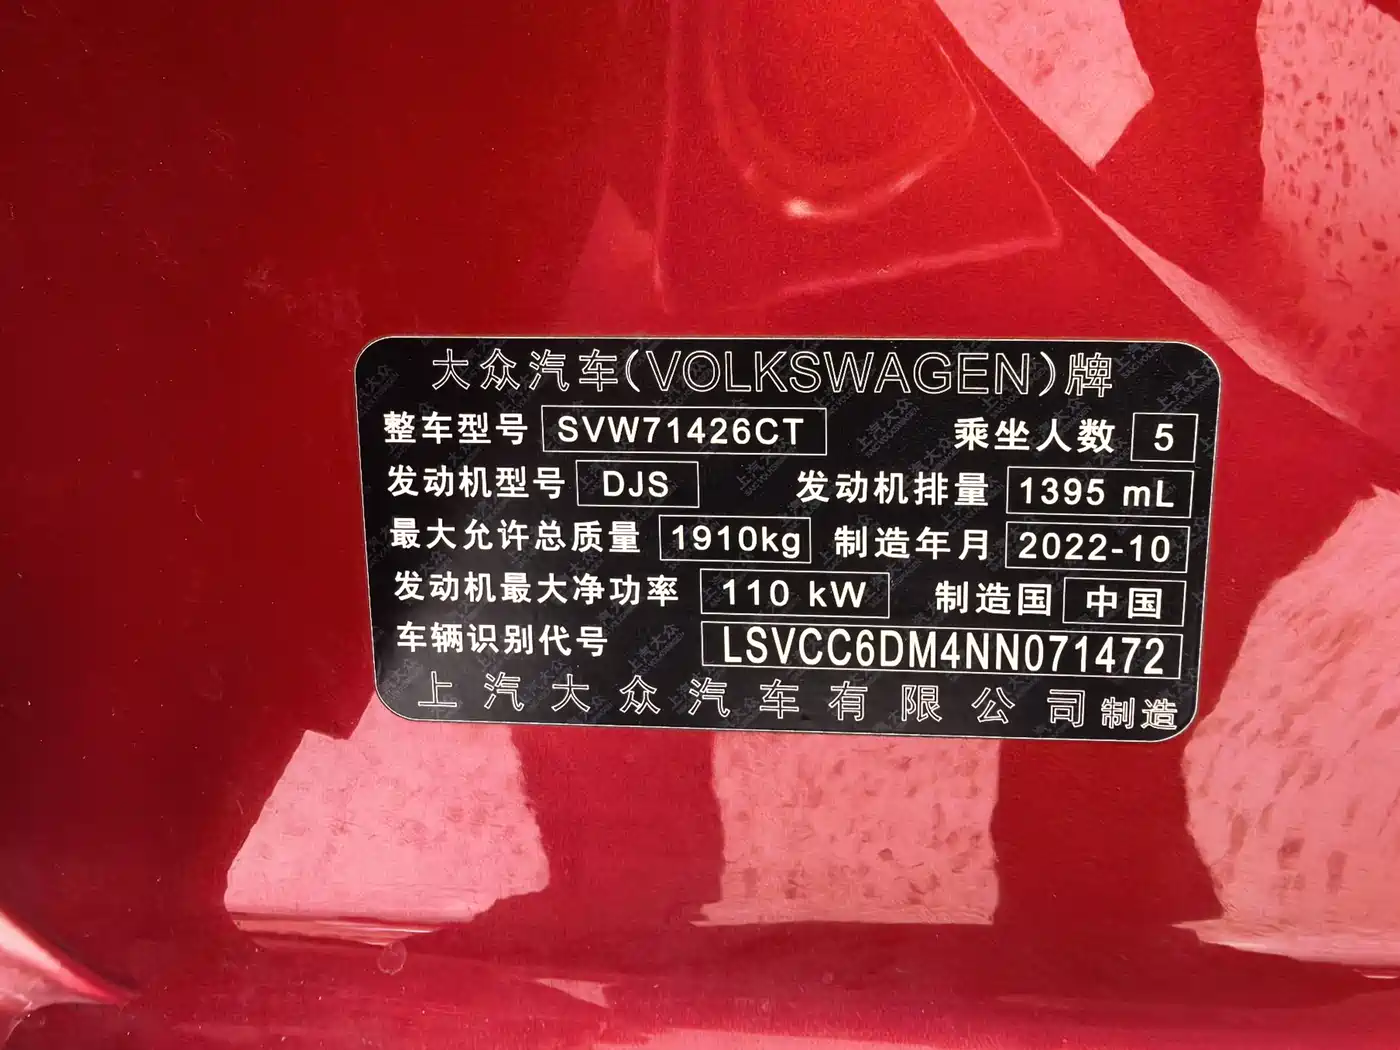 大众汽车(VOLKSWAGEN)牌
整车型号 SVW71426CT 乘坐人数 5
发动机型号 DJS 发动机排量 1395 mL
最大允许总质量 1910kg 制造年月 2022-10
发动机最大净功率 110 kW 制造国 中国
车辆识别代号 LSVCC6DM4NN071472
上汽大众汽车有限公司制造